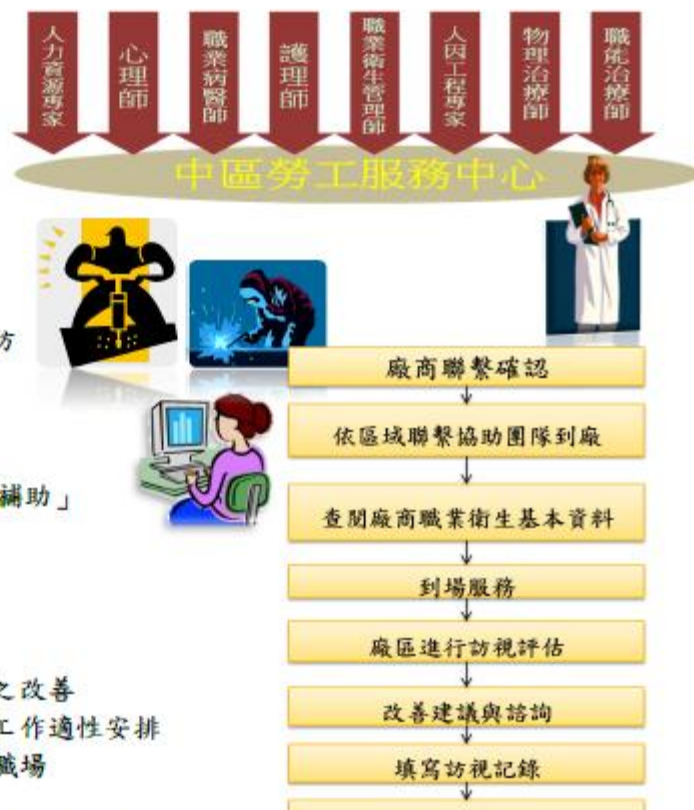 人力資源專家
心理師
職業病醫師
護理師
職業衛生管理師
人因工程專家
物理治療師
職能治療師
中區勞工服務中心
防
補助」
之改善
工作適性安排
職場
廠商聯繫確認
依區域聯繫協助團隊到廠
查閱廠商職業衛生基本資料
到場服務
廠區進行訪視評估
改善建議與諮詢
填寫訪視記錄